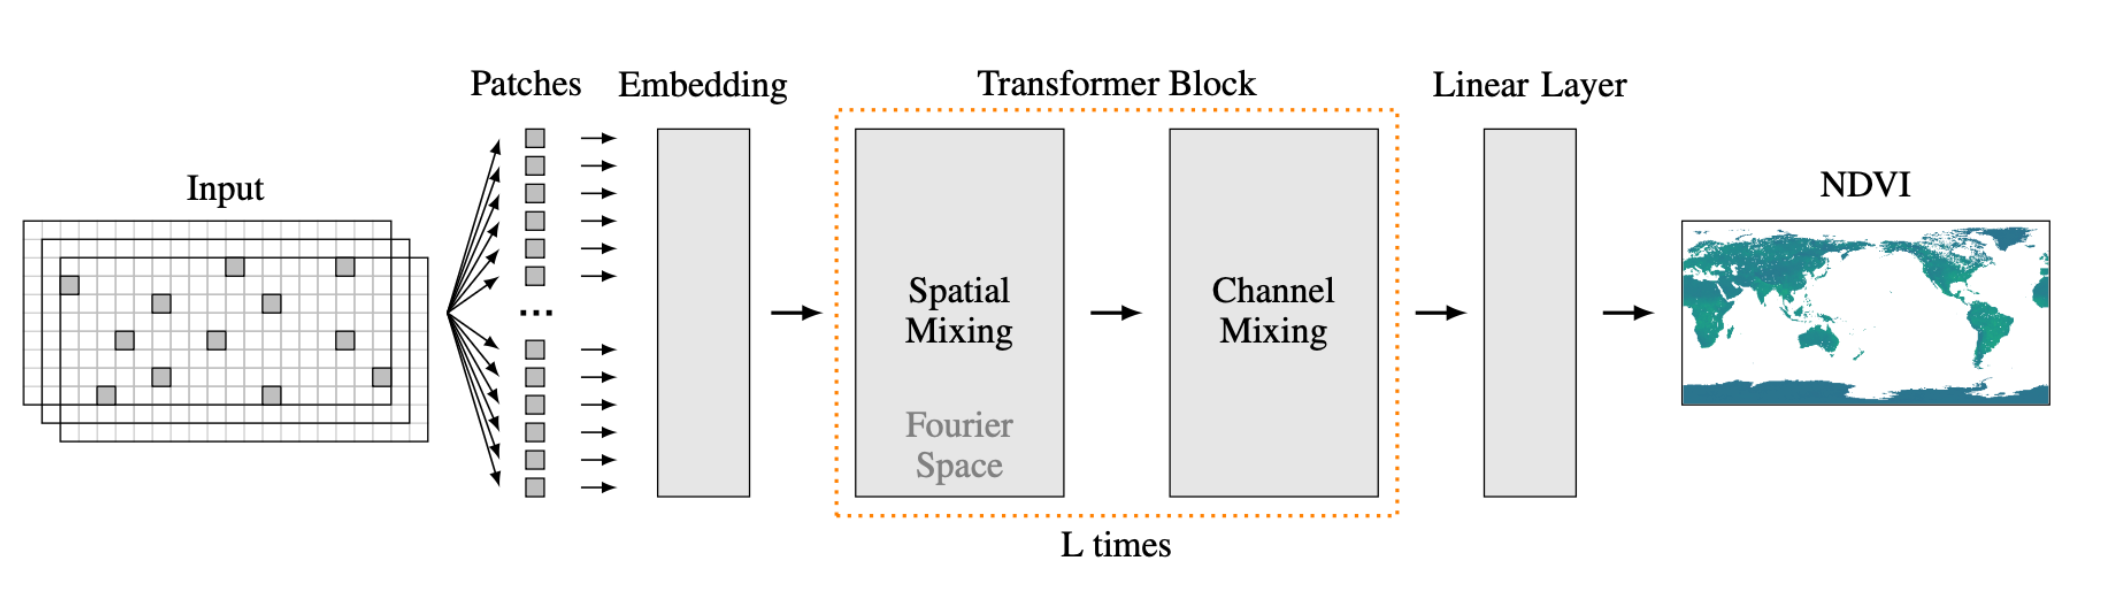 Input
Patches
...
Embedding
Transformer Block
Spatial
Mixing
Fourier
Space
Channel
Mixing
L times
Linear Layer
NDVI